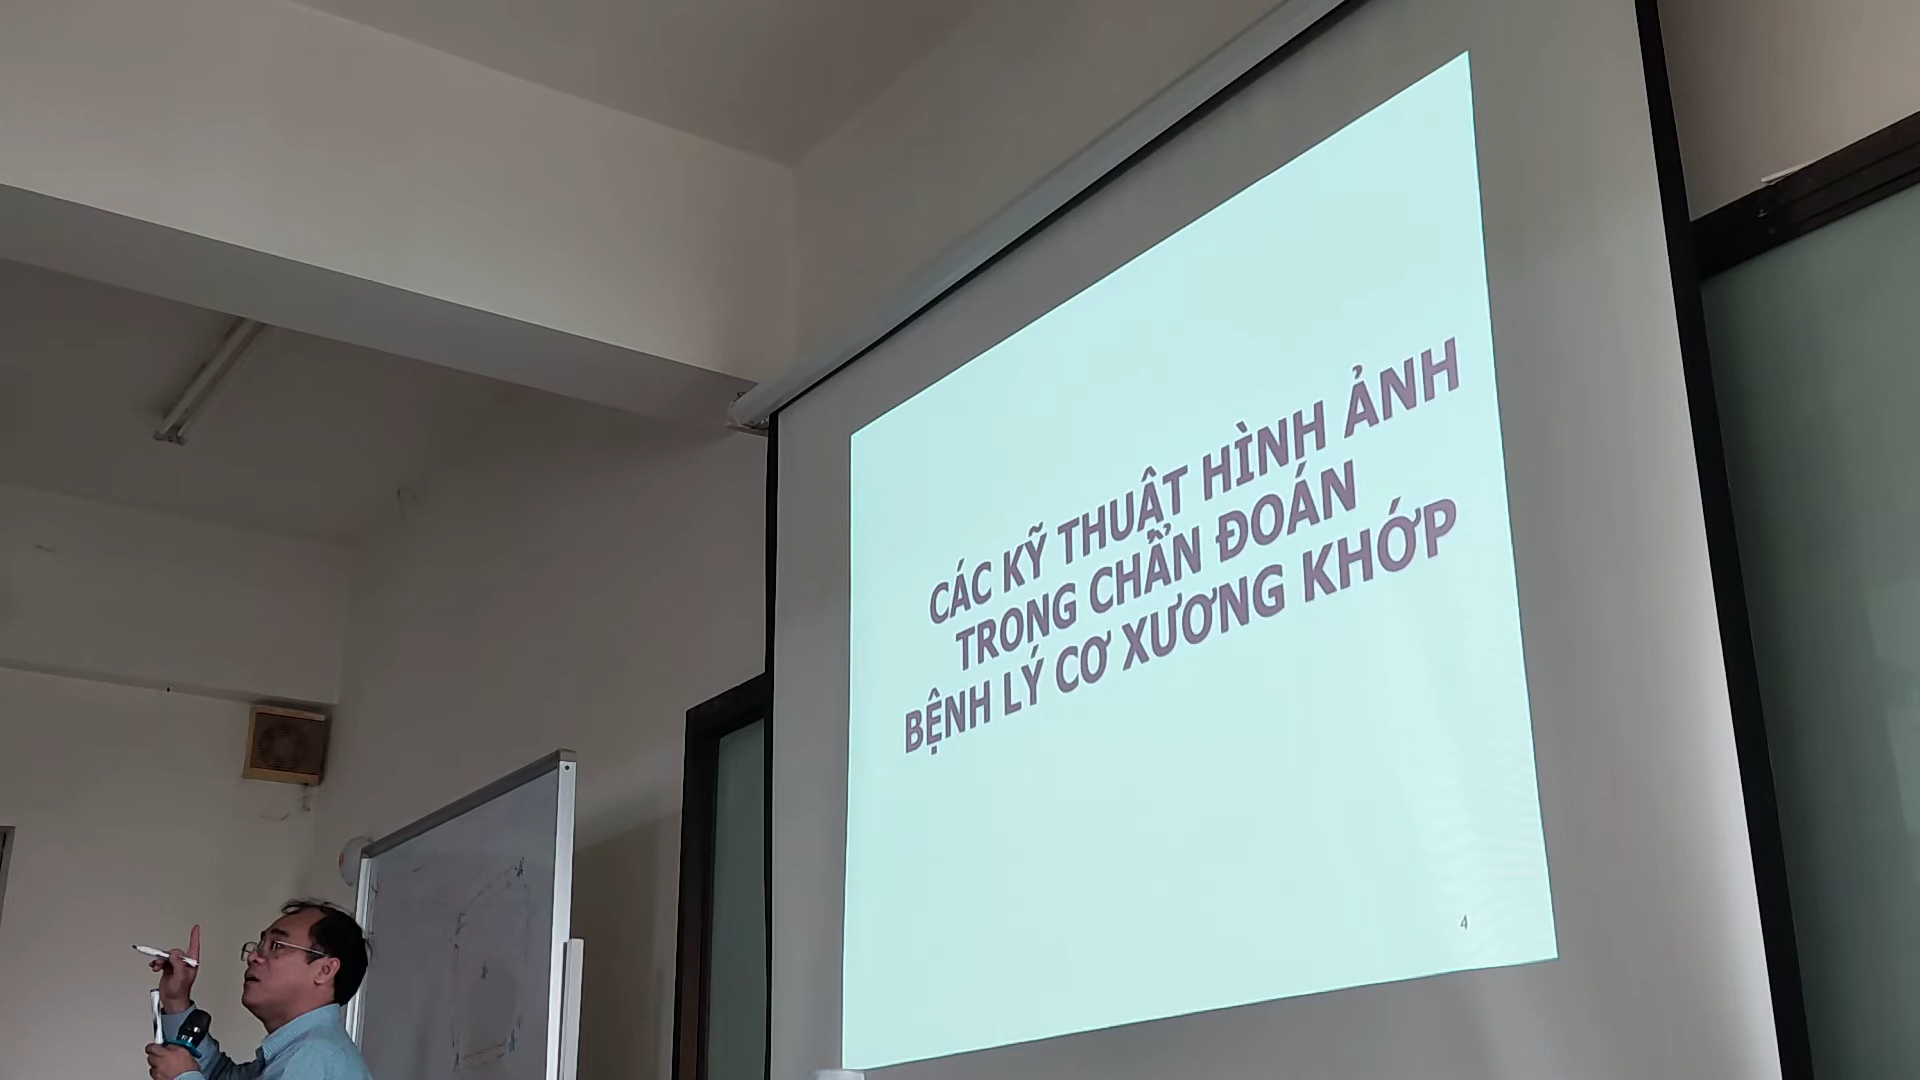 CÁC KỸ THUẬT HÌNH ẢNH
TRONG CHẨN ĐOÁN
BỆNH LÝ CƠ XƯƠNG KHỚP
4